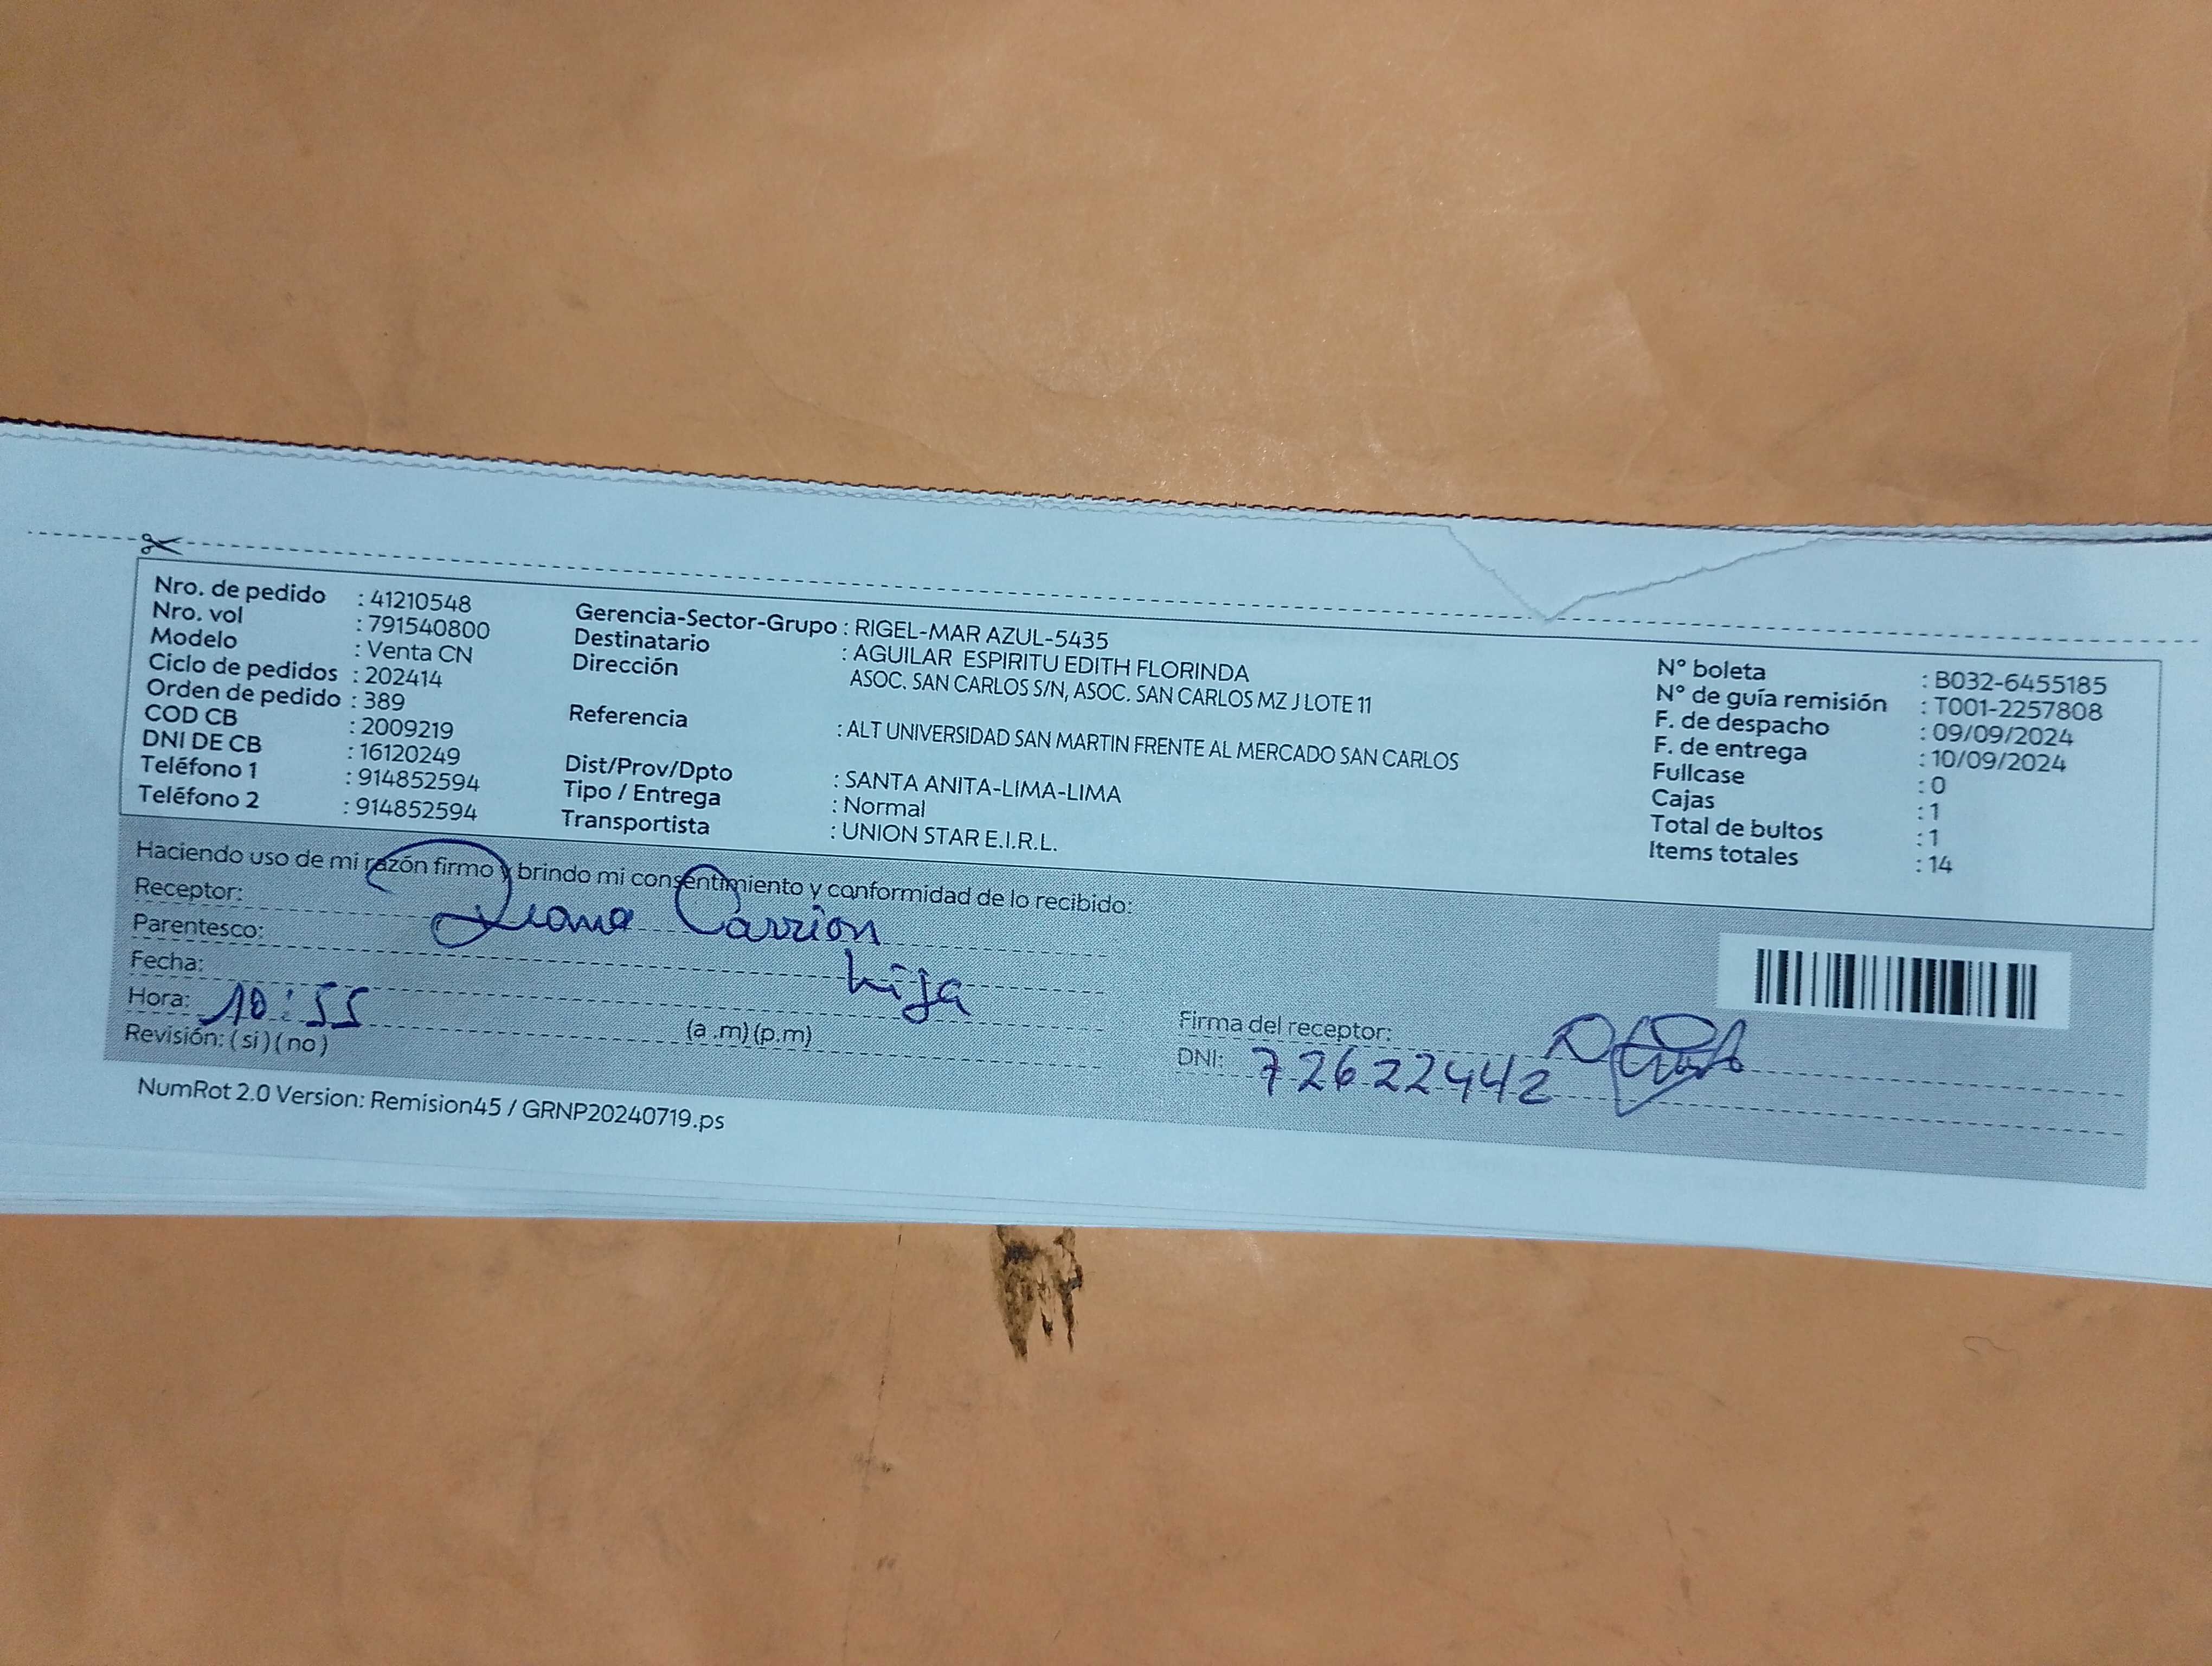 Nro. de pedido : 41210548
Nro. vol : 791540800
Modelo : Venta CN
Ciclo de pedidos : 202414
Orden de pedido : 389
COD CB : 2009219
DNI DE CB : 16120249
Teléfono 1 : 914852594
Teléfono 2 : 914852594
Gerencia-Sector-Grupo : RIGEL-MAR AZUL-5435
Destinatario : AGUILAR ESPIRITU EDITH FLORINDA
Dirección ASOC. SAN CARLOS S/N, ASOC. SAN CARLOS MZ J LOTE 11
Referencia : ALT UNIVERSIDAD SAN MARTIN FRENTE AL MERCADO SAN CARLOS
Dist/Prov/Dpto : SANTA ANITA-LIMA-LIMA
Tipo / Entrega : Normal
Transportista : UNION STAR E.I.R.L.
N° boleta : B032-6455185
N° de guía remisión : T001-2257808
F. de despacho : 09/09/2024
F. de entrega : 10/09/2024
Fullcase : 0
Cajas : 1
Total de bultos : 1
Items totales : 14
Haciendo uso de mi razón firmo y brindo mi consentimiento y conformidad de lo recibido:
Receptor: Diana Carrion
Parentesco: hija
Fecha:
Hora: 10:55 (a .m) (p.m)
Revisión: ( si ) ( no )
Firma del receptor:
DNI: 72622442
NumRot 2.0 Version: Remision45 / GRNP20240719.ps